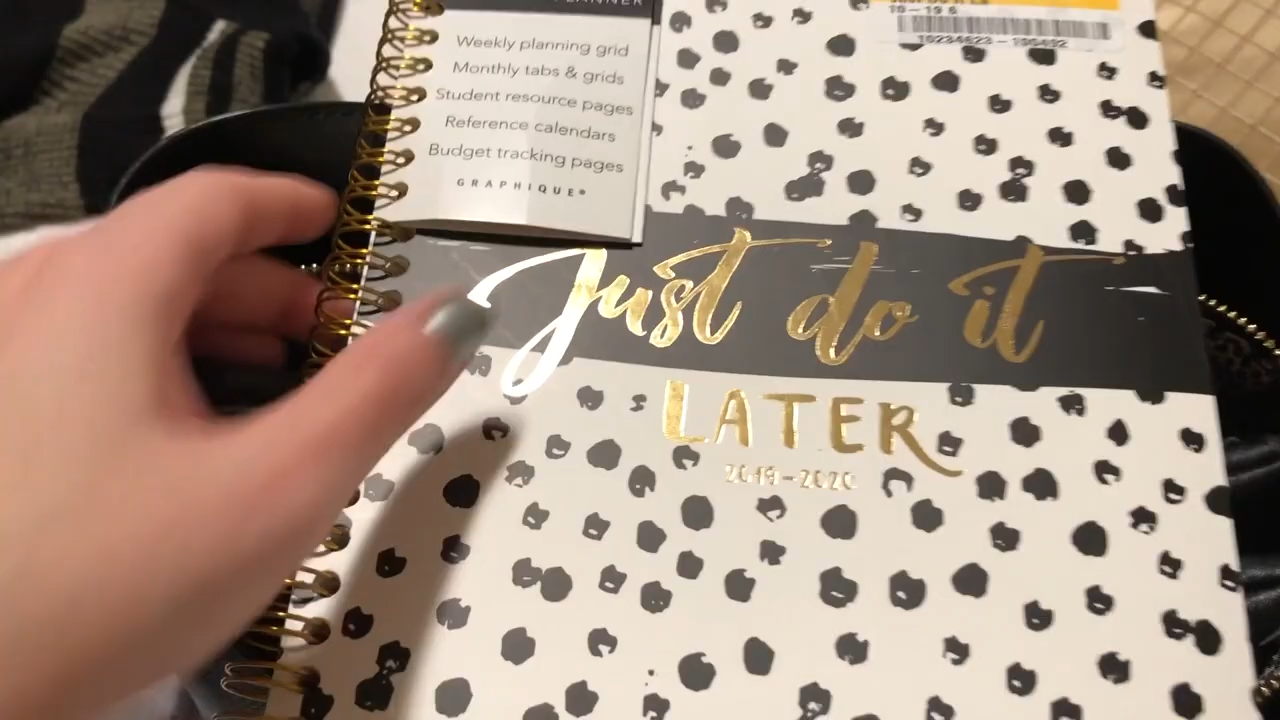 PLANNER
Weekly planning grid
Monthly tabs & grids
Student resource pages
Reference calendars
Budget tracking pages
GRAPHIQUE®
Just do it
LATER
2019-2020